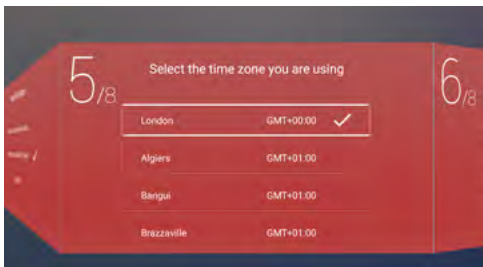 5/8
Select the time zone you are using
London GMT+00:00
Algiers GMT+01:00
Bangui GMT+01:00
Brazzaville GMT+01:00
6/8